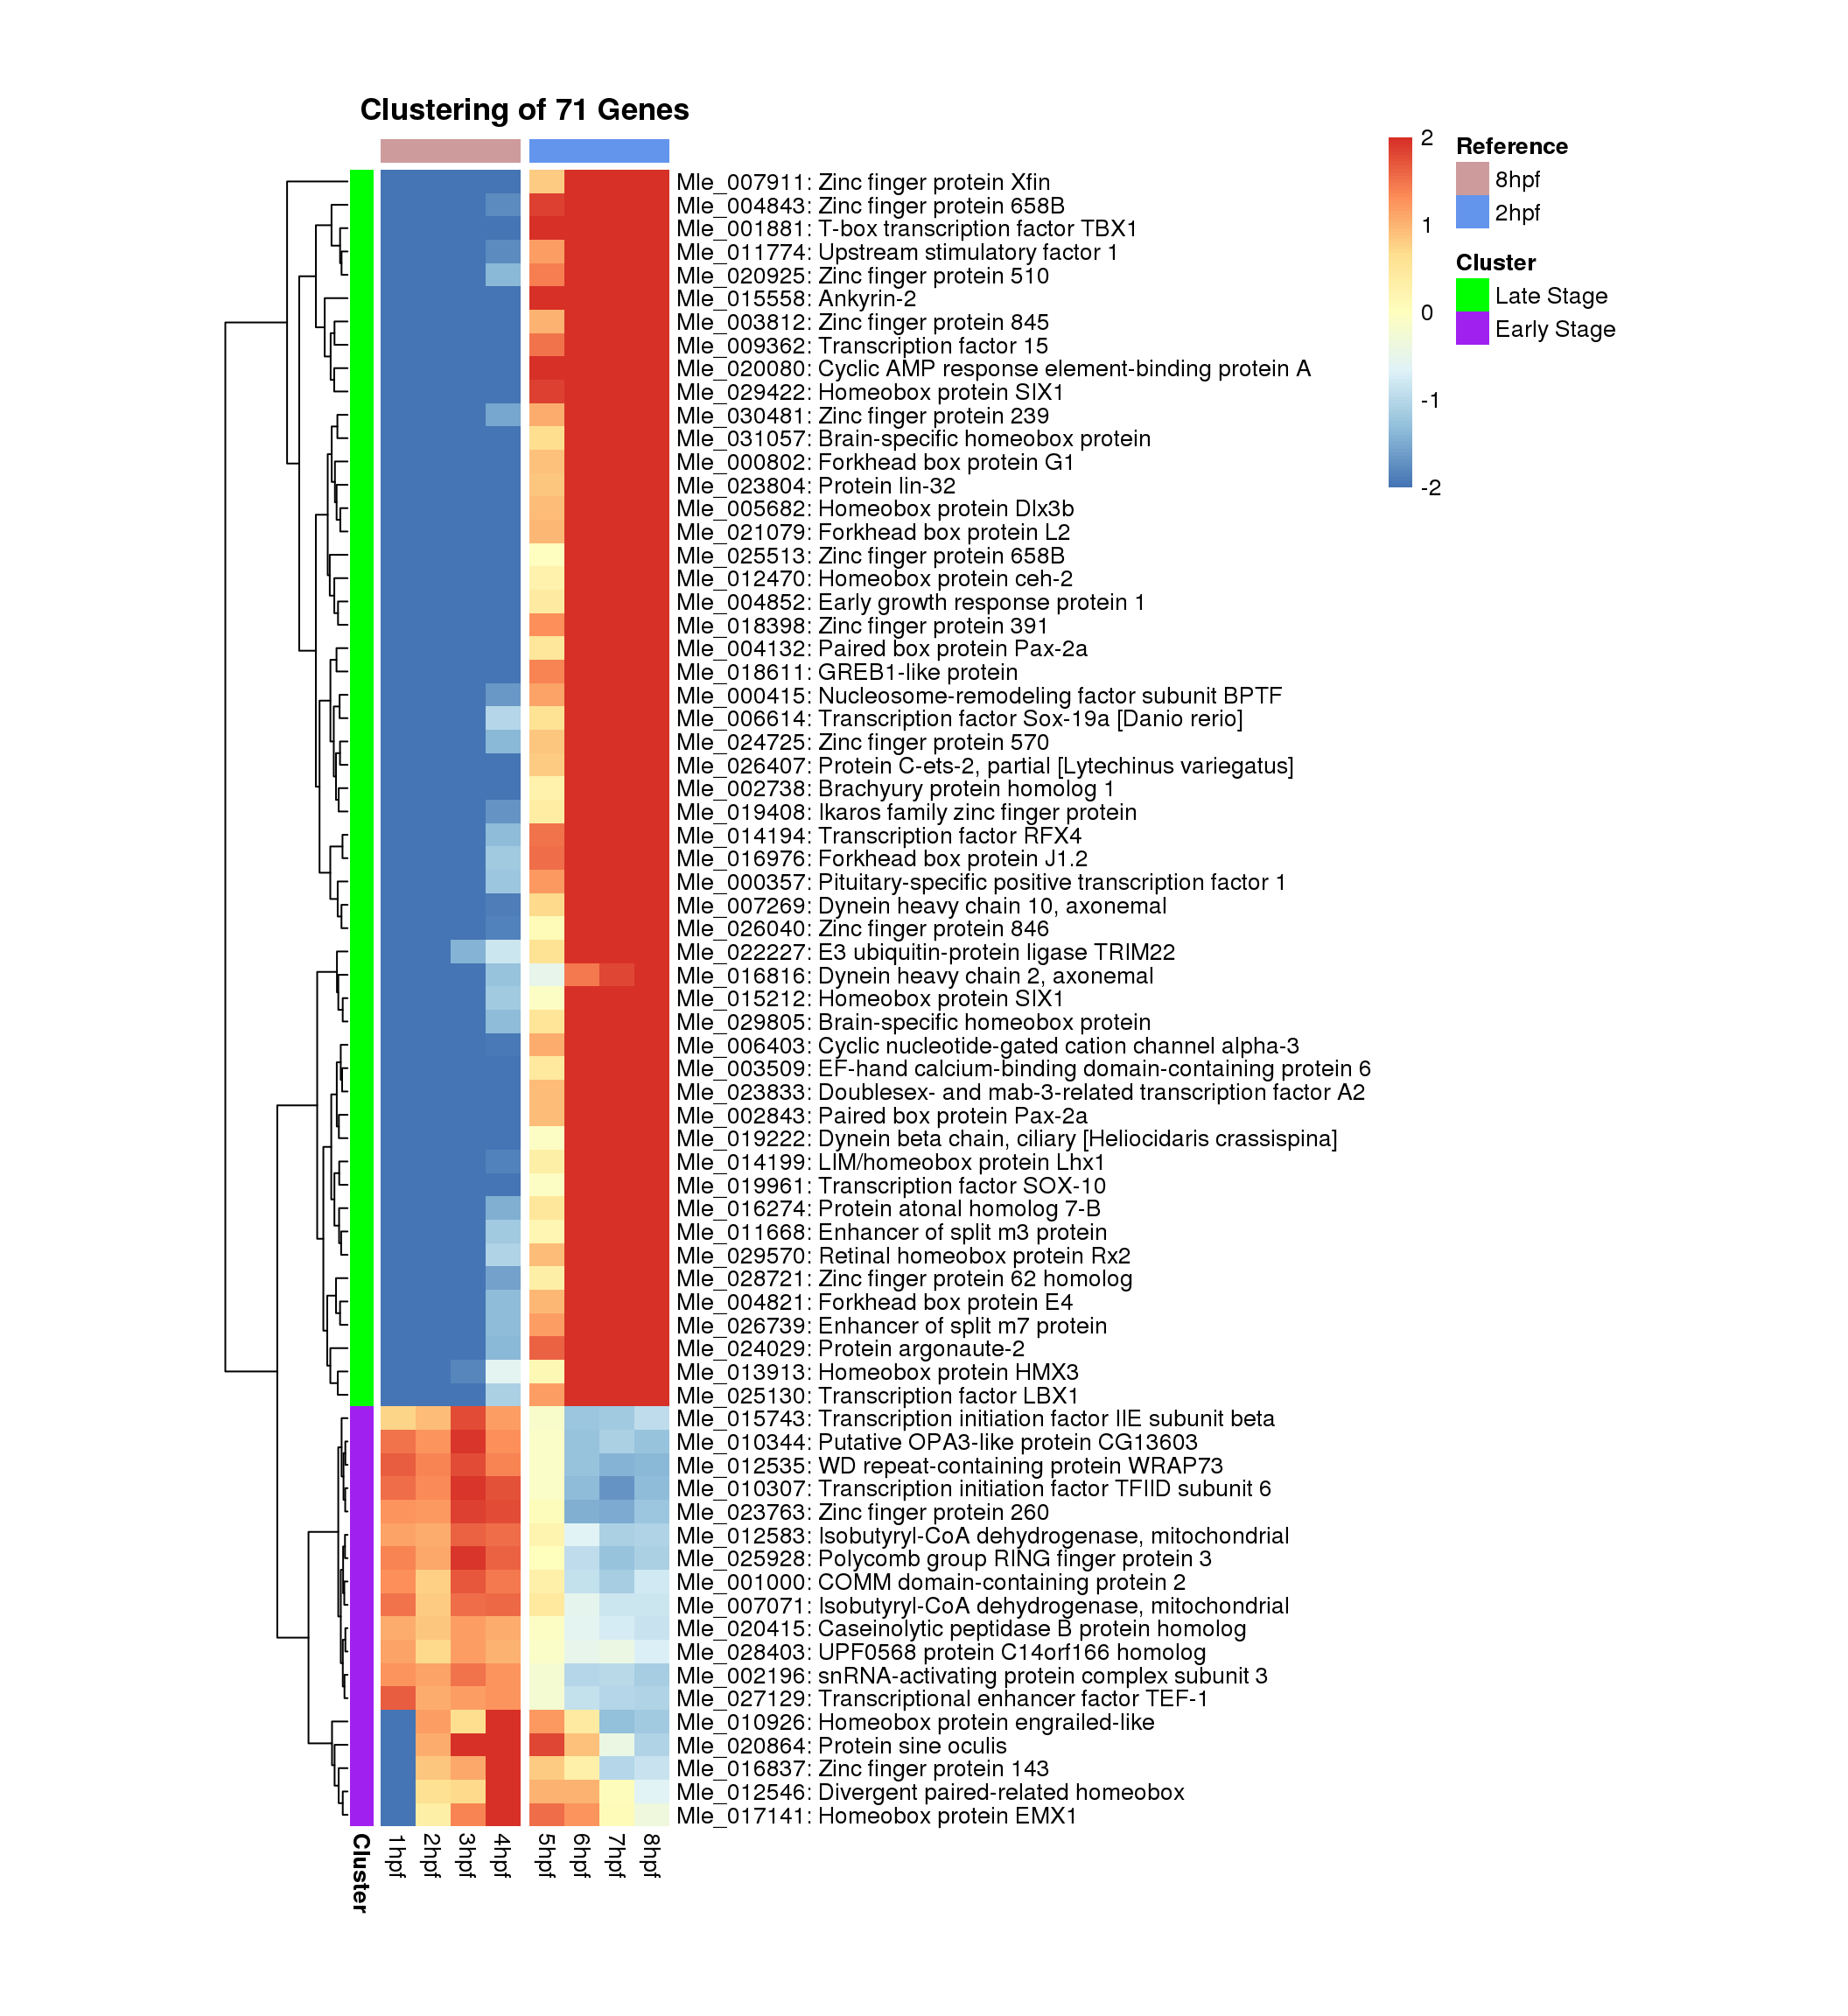 Clustering of 71 Genes
Mle_007911: Zinc finger protein Xfin
Mle_004843: Zinc finger protein 658B
Mle_001881: T-box transcription factor TBX1
Mle_011774: Upstream stimulatory factor 1
Mle_020925: Zinc finger protein 510
Mle_015558: Ankyrin-2
Mle_003812: Zinc finger protein 845
Mle_009362: Transcription factor 15
Mle_020080: Cyclic AMP response element-binding protein A
Mle_029422: Homeobox protein SIX1
Mle_030481: Zinc finger protein 239
Mle_031057: Brain-specific homeobox protein
Mle_000802: Forkhead box protein G1
Mle_023804: Protein lin-32
Mle_005682: Homeobox protein Dlx3b
Mle_021079: Forkhead box protein L2
Mle_025513: Zinc finger protein 658B
Mle_012470: Homeobox protein ceh-2
Mle_004852: Early growth response protein 1
Mle_018398: Zinc finger protein 391
Mle_004132: Paired box protein Pax-2a
Mle_018611: GREB1-like protein
Mle_000415: Nucleosome-remodeling factor subunit BPTF
Mle_006614: Transcription factor Sox-19a [Danio rerio]
Mle_024725: Zinc finger protein 570
Mle_026407: Protein C-ets-2, partial [Lytechinus variegatus]
Mle_002738: Brachyury protein homolog 1
Mle_019408: Ikaros family zinc finger protein
Mle_014194: Transcription factor RFX4
Mle_016976: Forkhead box protein J1.2
Mle_000357: Pituitary-specific positive transcription factor 1
Mle_007269: Dynein heavy chain 10, axonemal
Mle_026040: Zinc finger protein 846
Mle_022227: E3 ubiquitin-protein ligase TRIM22
Mle_016816: Dynein heavy chain 2, axonemal
Mle_015212: Homeobox protein SIX1
Mle_029805: Brain-specific homeobox protein
Mle_006403: Cyclic nucleotide-gated cation channel alpha-3
Mle_003509: EF-hand calcium-binding domain-containing protein 6
Mle_023833: Doublesex- and mab-3-related transcription factor A2
Mle_002843: Paired box protein Pax-2a
Mle_019222: Dynein beta chain, ciliary [Heliocidaris crassispina]
Mle_014199: LIM/homeobox protein Lhx1
Mle_019961: Transcription factor SOX-10
Mle_016274: Protein atonal homolog 7-B
Mle_011668: Enhancer of split m3 protein
Mle_029570: Retinal homeobox protein Rx2
Mle_028721: Zinc finger protein 62 homolog
Mle_004821: Forkhead box protein E4
Mle_026739: Enhancer of split m7 protein
Mle_024029: Protein argonaute-2
Mle_013913: Homeobox protein HMX3
Mle_025130: Transcription factor LBX1
Mle_015743: Transcription initiation factor IIE subunit beta
Mle_010344: Putative OPA3-like protein CG13603
Mle_012535: WD repeat-containing protein WRAP73
Mle_010307: Transcription initiation factor TFIID subunit 6
Mle_023763: Zinc finger protein 260
Mle_012583: Isobutyryl-CoA dehydrogenase, mitochondrial
Mle_025928: Polycomb group RING finger protein 3
Mle_001000: COMM domain-containing protein 2
Mle_007071: Isobutyryl-CoA dehydrogenase, mitochondrial
Mle_020415: Caseinolytic peptidase B protein homolog
Mle_028403: UPF0568 protein C14orf166 homolog
Mle_002196: snRNA-activating protein complex subunit 3
Mle_027129: Transcriptional enhancer factor TEF-1
Mle_010926: Homeobox protein engrailed-like
Mle_020864: Protein sine oculis
Mle_016837: Zinc finger protein 143
Mle_012546: Divergent paired-related homeobox
Mle_017141: Homeobox protein EMX1
Cluster
1hpf
2hpf
3hpf
4hpf
5hpf
6hpf
7hpf
8hpf
2
1
0
-1
-2
Reference
8hpf
2hpf
Cluster
Late Stage
Early Stage